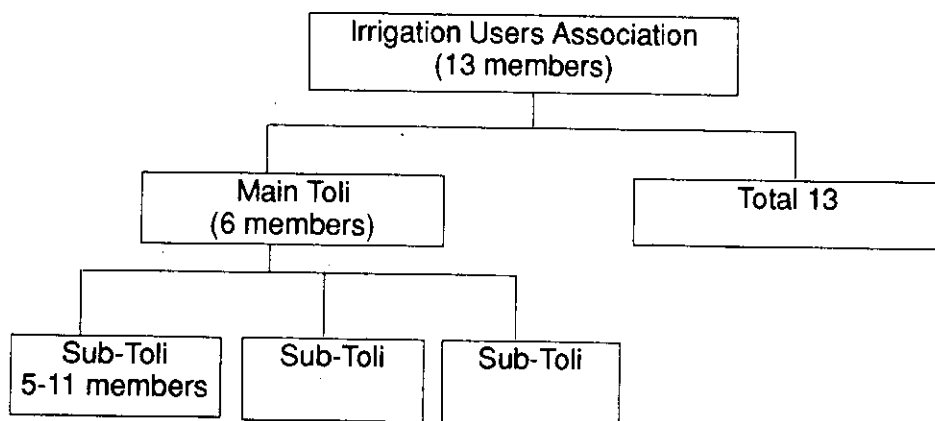 Irrigation Users Association
(13 members)
Main Toli
(6 members)
Total 13
Sub-Toli
5-11 members
Sub-Toli
Sub-Toli